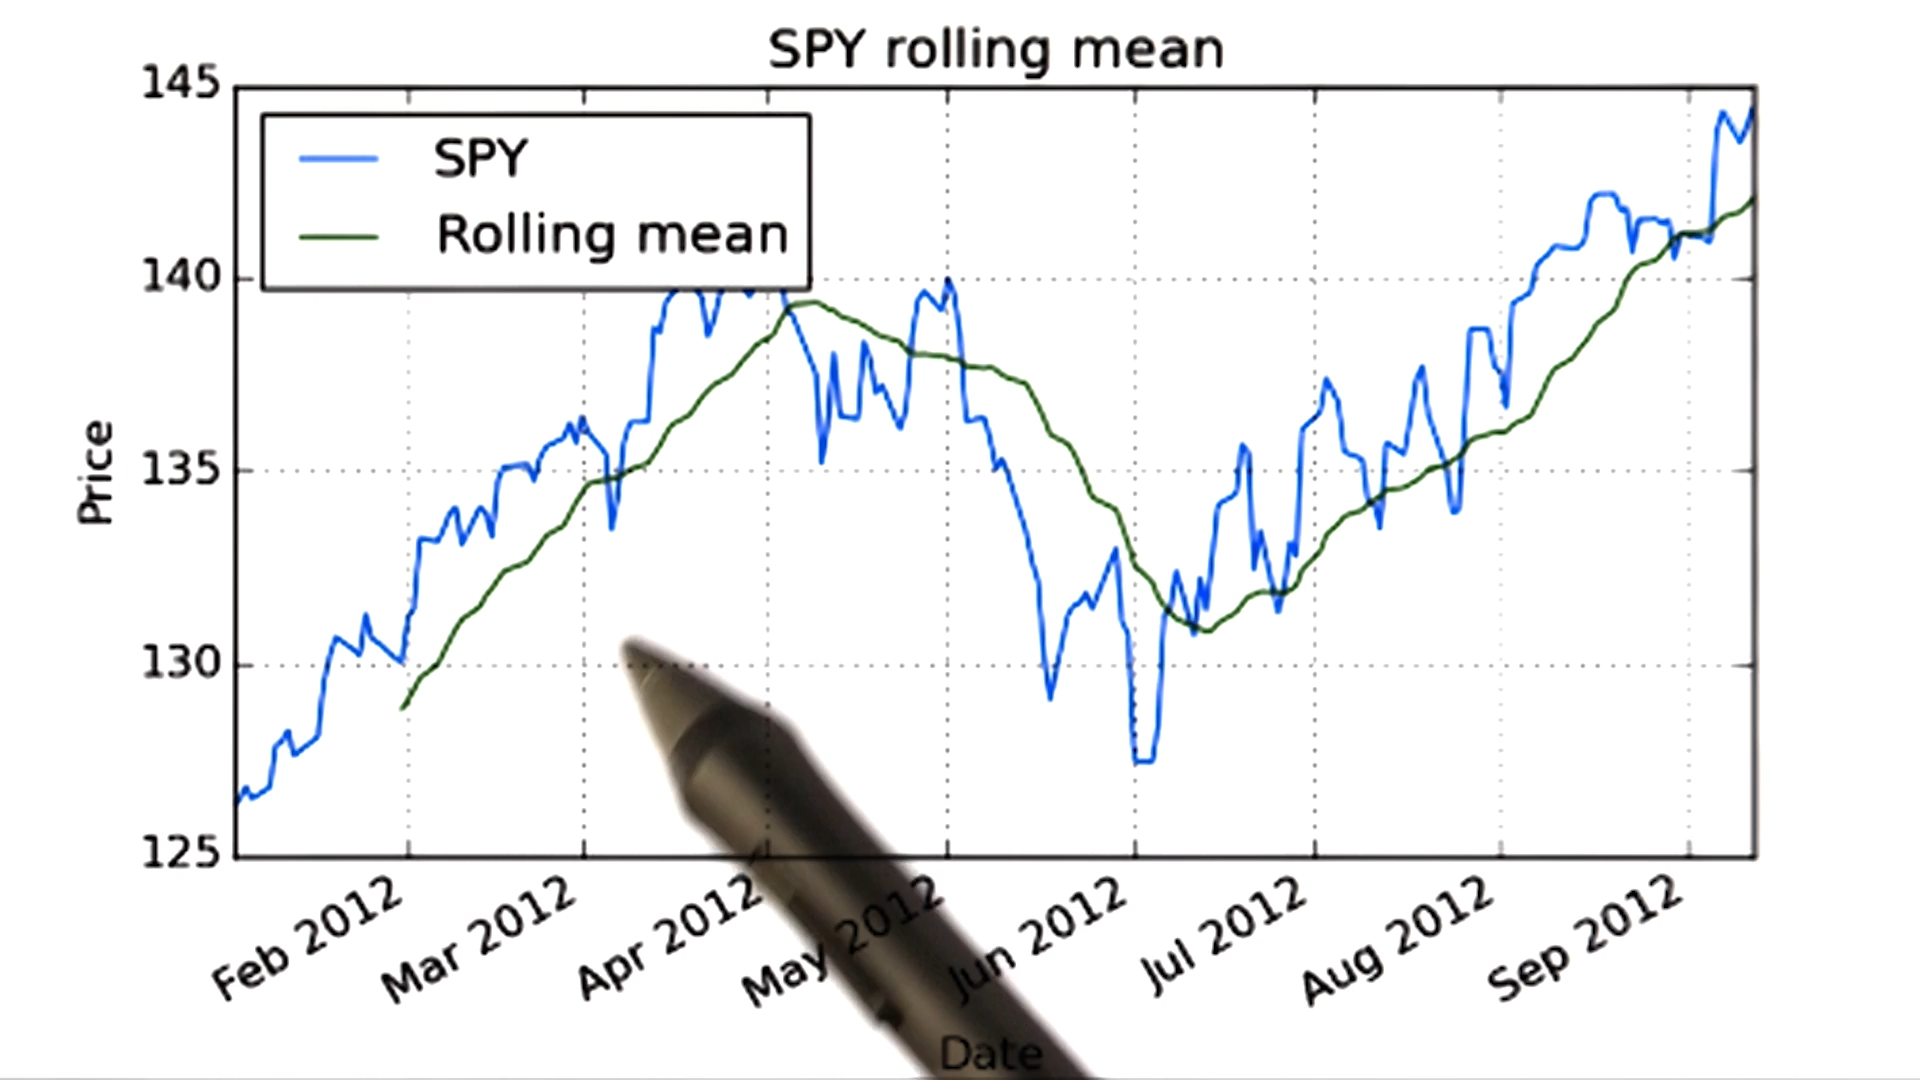 SPY rolling mean
145
SPY
Rolling mean
140
135
130
125
Price
Feb 2012
Mar 2012
Apr 2012
May 2012
Jun 2012
Jul 2012
Aug 2012
Sep 2012
Date